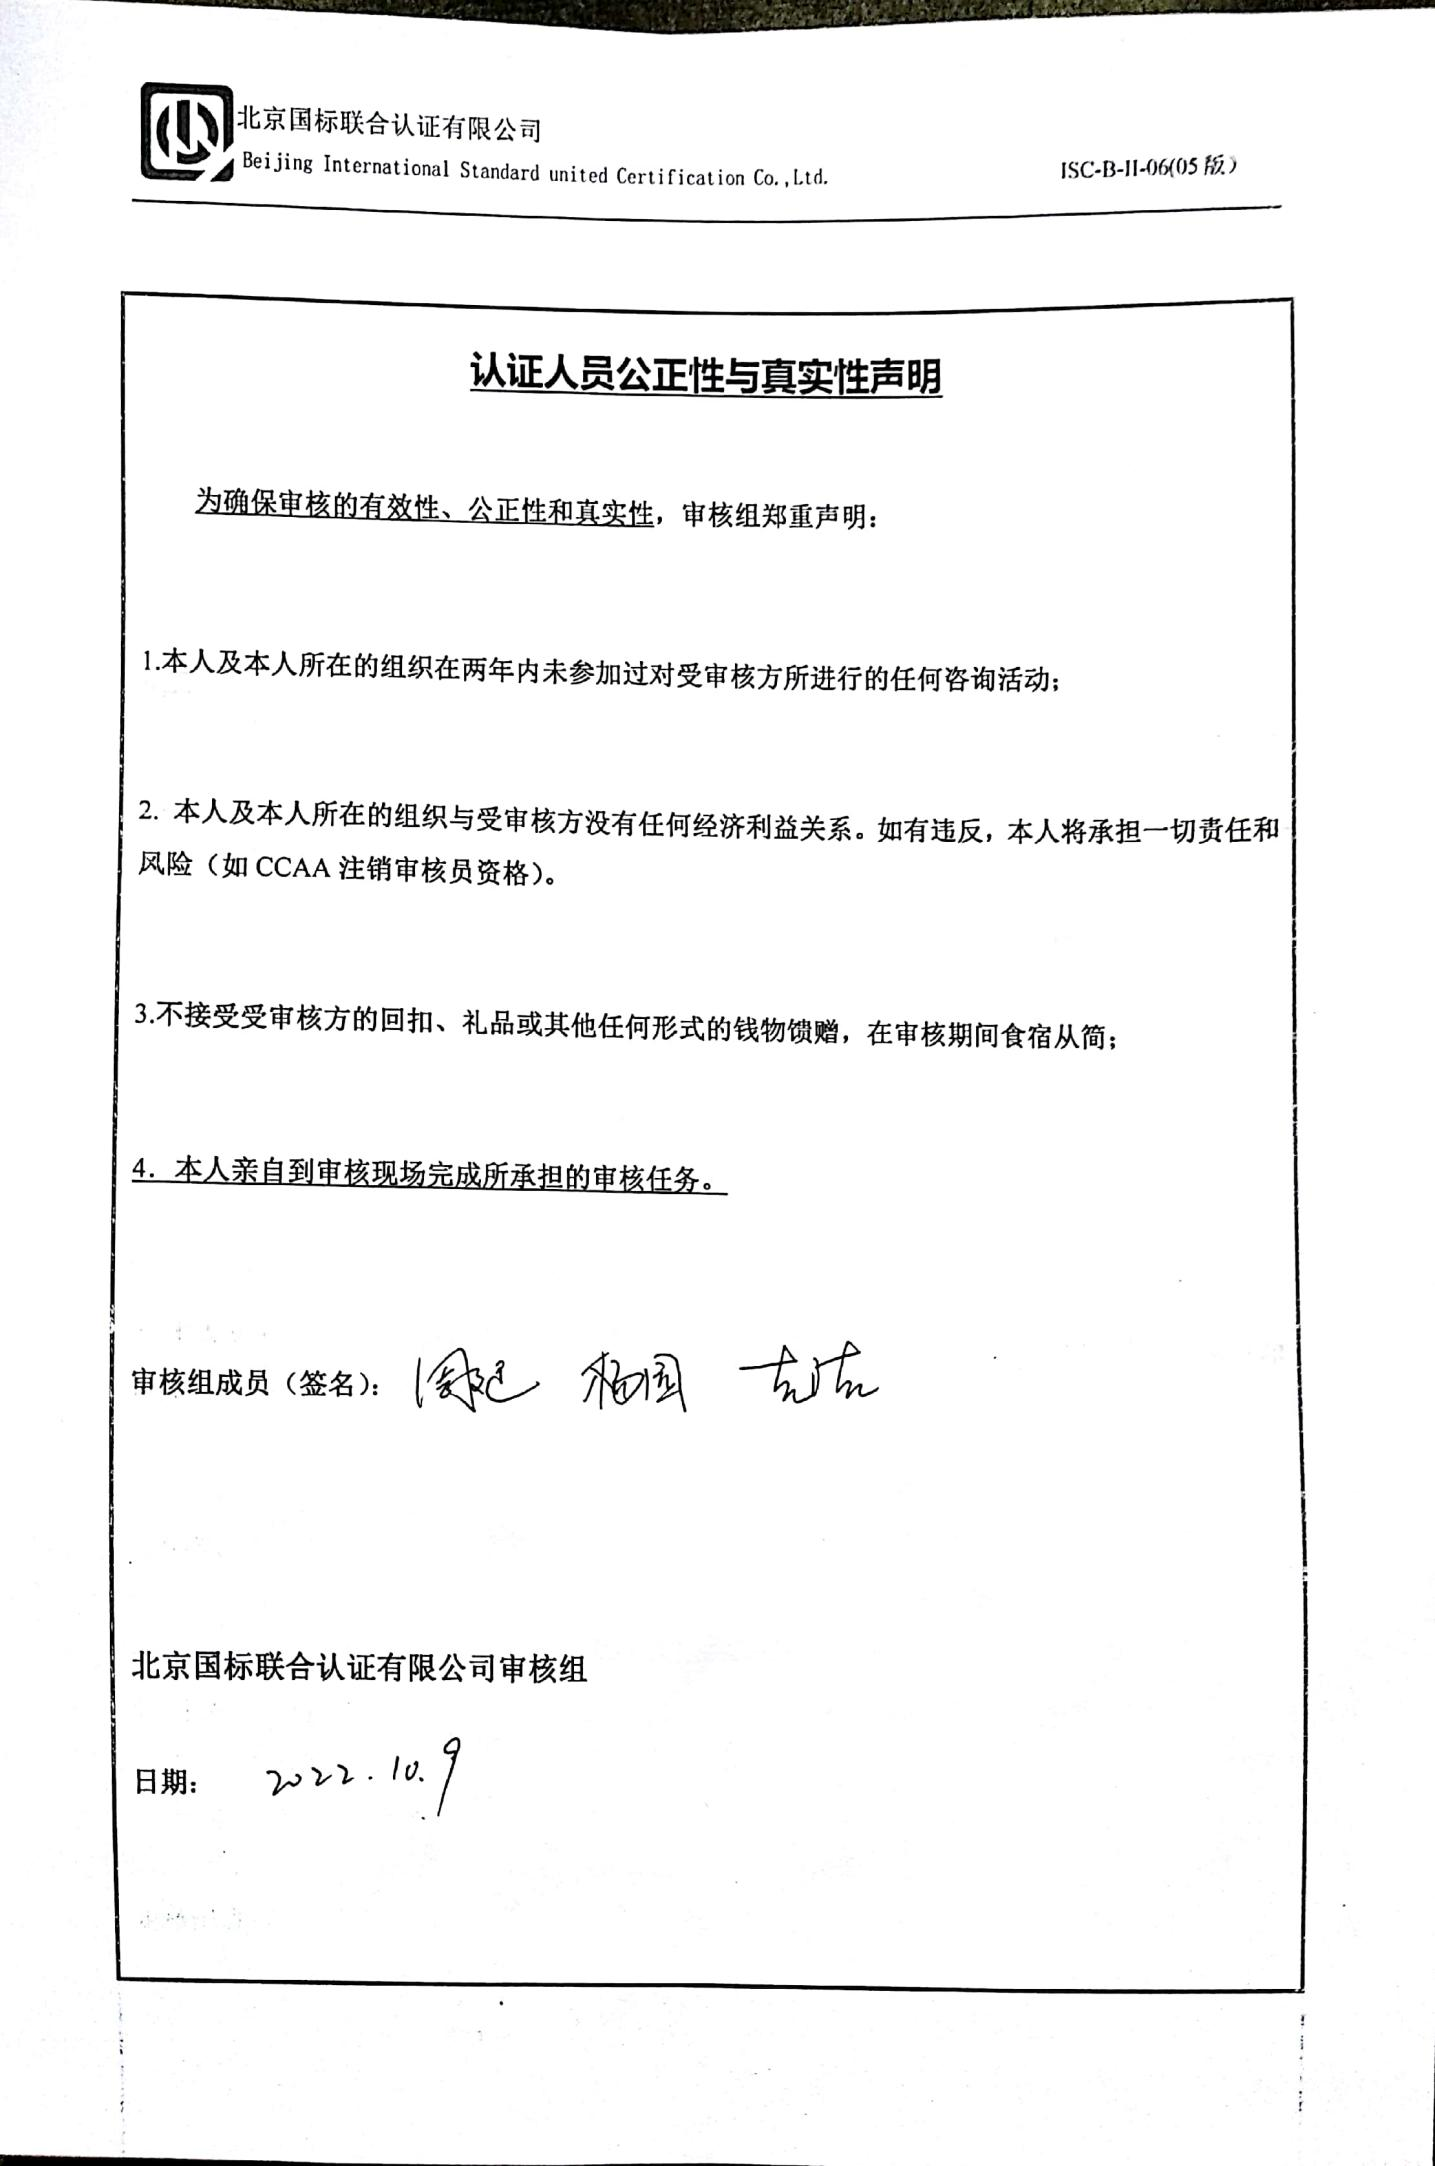 北京国标联合认证有限公司
Beijing International Standard united Certification Co.,Ltd.
ISC-B-II-06(05版)
认证人员公正性与真实性声明
为确保审核的有效性、公正性和真实性，审核组郑重声明：
1.本人及本人所在的组织在两年内未参加过对受审核方所进行的任何咨询活动；
2. 本人及本人所在的组织与受审核方没有任何经济利益关系。如有违反，本人将承担一切责任和
风险（如 CCAA 注销审核员资格）。
3.不接受受审核方的回扣、礼品或其他任何形式的钱物馈赠，在审核期间食宿从简；
4. 本人亲自到审核现场完成所承担的审核任务。
审核组成员（签名）：
北京国标联合认证有限公司审核组
日期： 2022.10.9